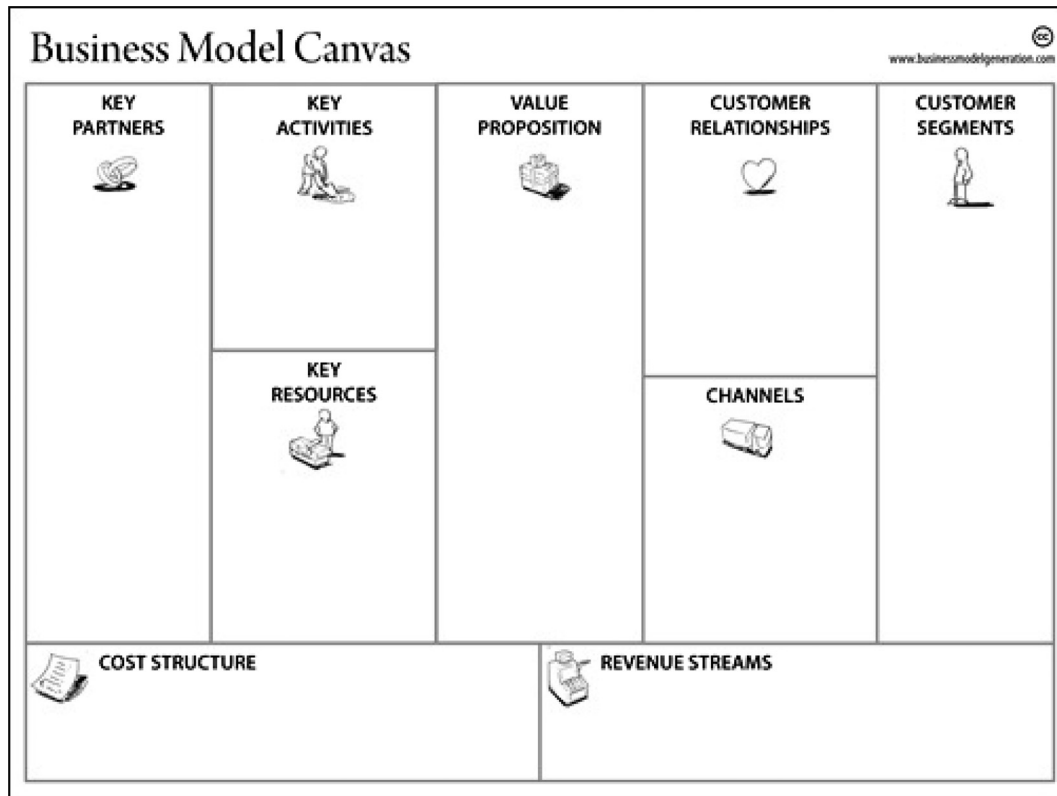 Business Model Canvas
cc
www.businessmodelgeneration.com
KEY
PARTNERS
KEY
ACTIVITIES
VALUE
PROPOSITION
CUSTOMER
RELATIONSHIPS
CUSTOMER
SEGMENTS
KEY
RESOURCES
CHANNELS
COST STRUCTURE
REVENUE STREAMS